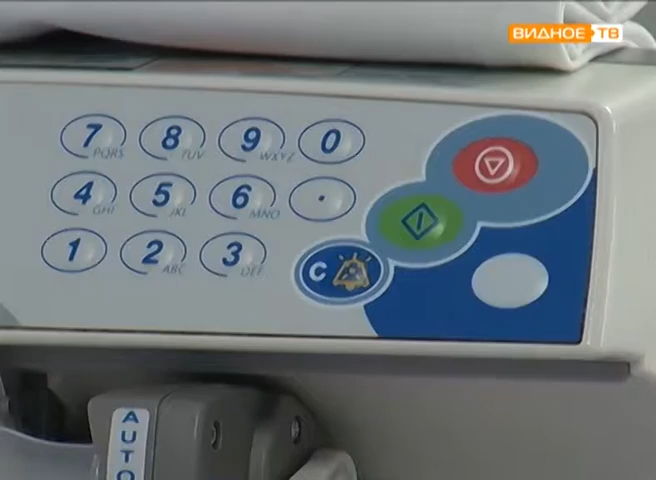 ВИДНОЕ ТВ
7 PQRS 8 TUV 9 WXYZ 0
4 GHI 5 JKL 6 MNO .
1 2 ABC 3 DEF
C
AUTO